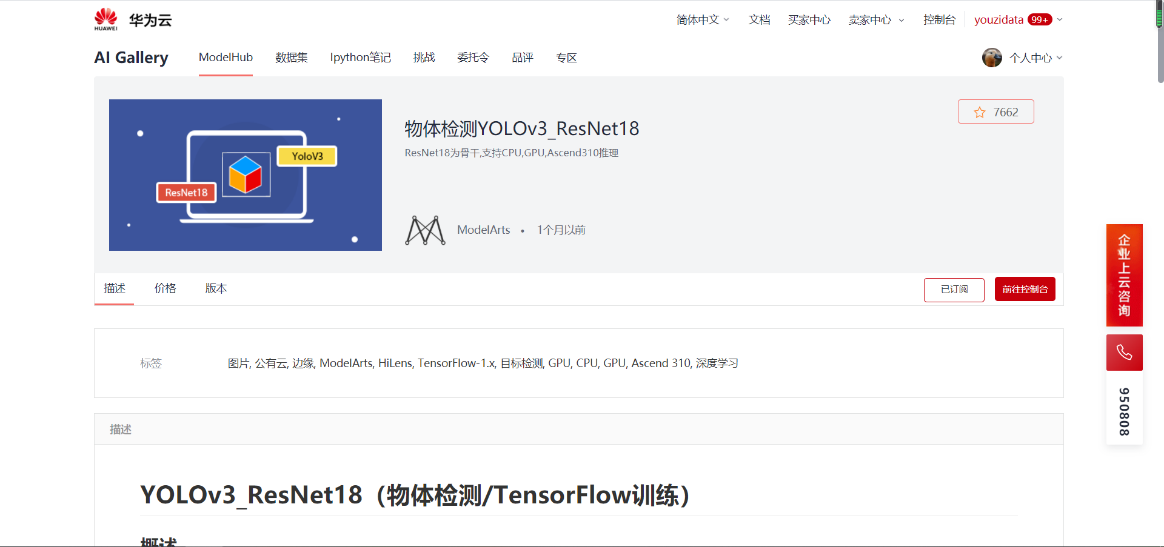 HUAWEI 华为云 简体中文 文档 买家中心 卖家中心 控制台 youzidata 99+
AI Gallery ModelHub 数据集 Ipython笔记 挑战 委托令 品评 专区 个人中心
YoloV3
ResNet18
物体检测YOLOv3_ResNet18
7662
ResNet18为骨干,支持CPU,GPU,Ascend310推理
ModelArts • 1个月以前
描述 价格 版本 已订阅 前往控制台
标签 图片, 公有云, 边缘, ModelArts, HiLens, TensorFlow-1.x, 目标检测, GPU, CPU, GPU, Ascend 310, 深度学习
描述
YOLOv3_ResNet18（物体检测/TensorFlow训练）
概述
企业上云咨询
950808